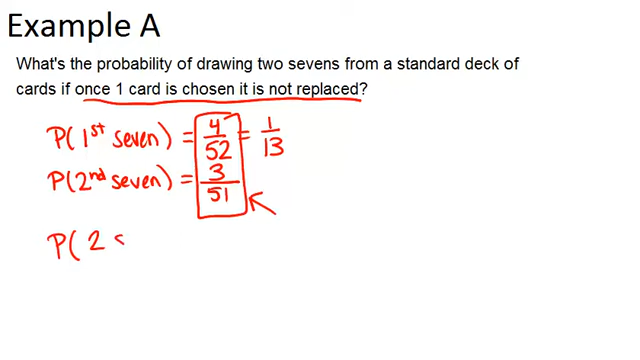 Example A
What's the probability of drawing two sevens from a standard deck of
cards if once 1 card is chosen it is not replaced?
P(1st seven) = 4/52 = 1/13
P(2nd seven) = 3/51
P(2 s